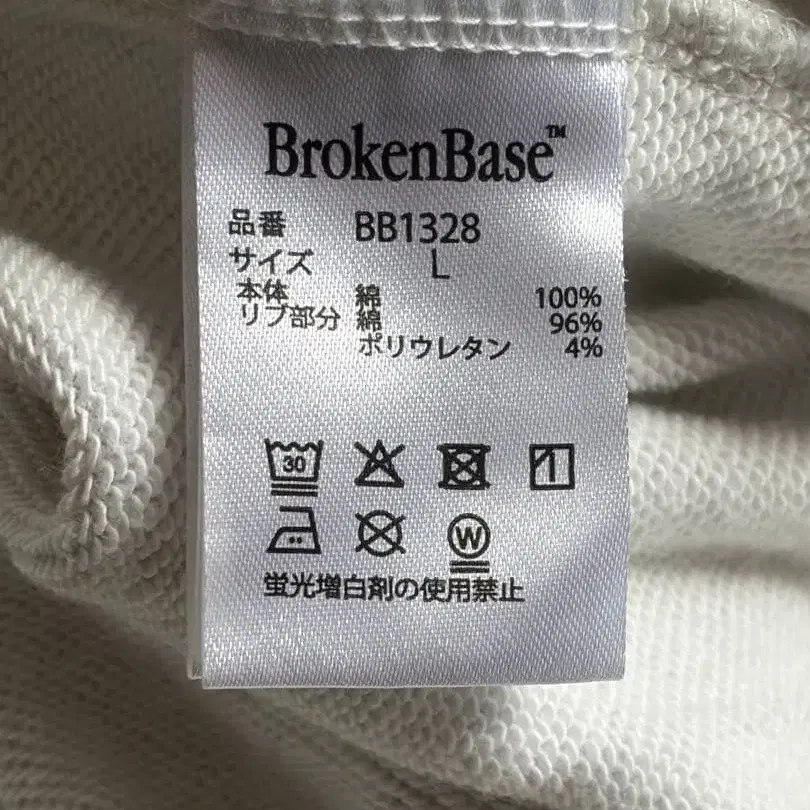 BrokenBase™
品番 BB1328
サイズ L
本体 綿 100%
リブ部分 綿 96%
ポリウレタン 4%
30
W
蛍光増白剤の使用禁止